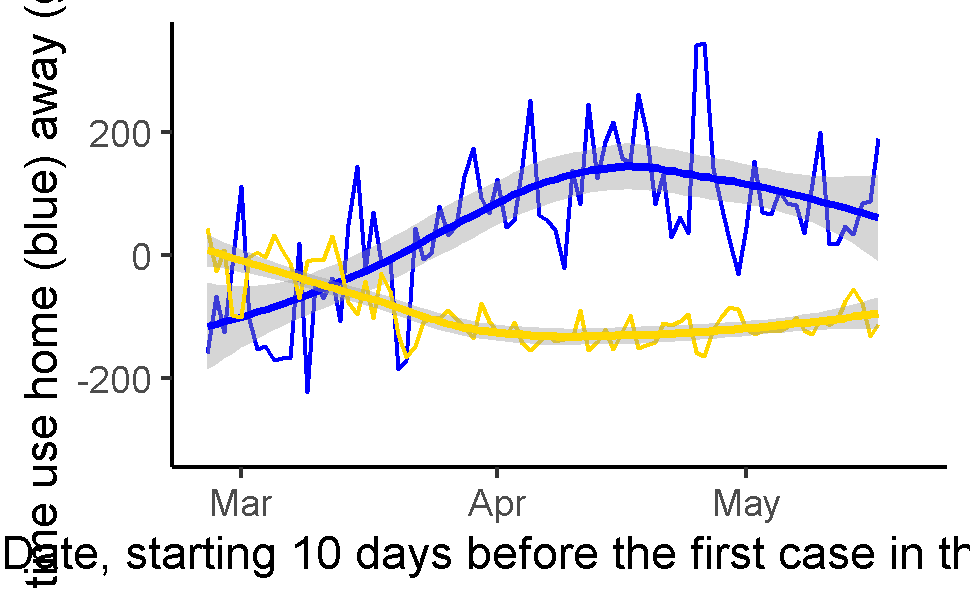 time use home (blue) away (
200
0
-200
Mar Apr May
Date, starting 10 days before the first case in th